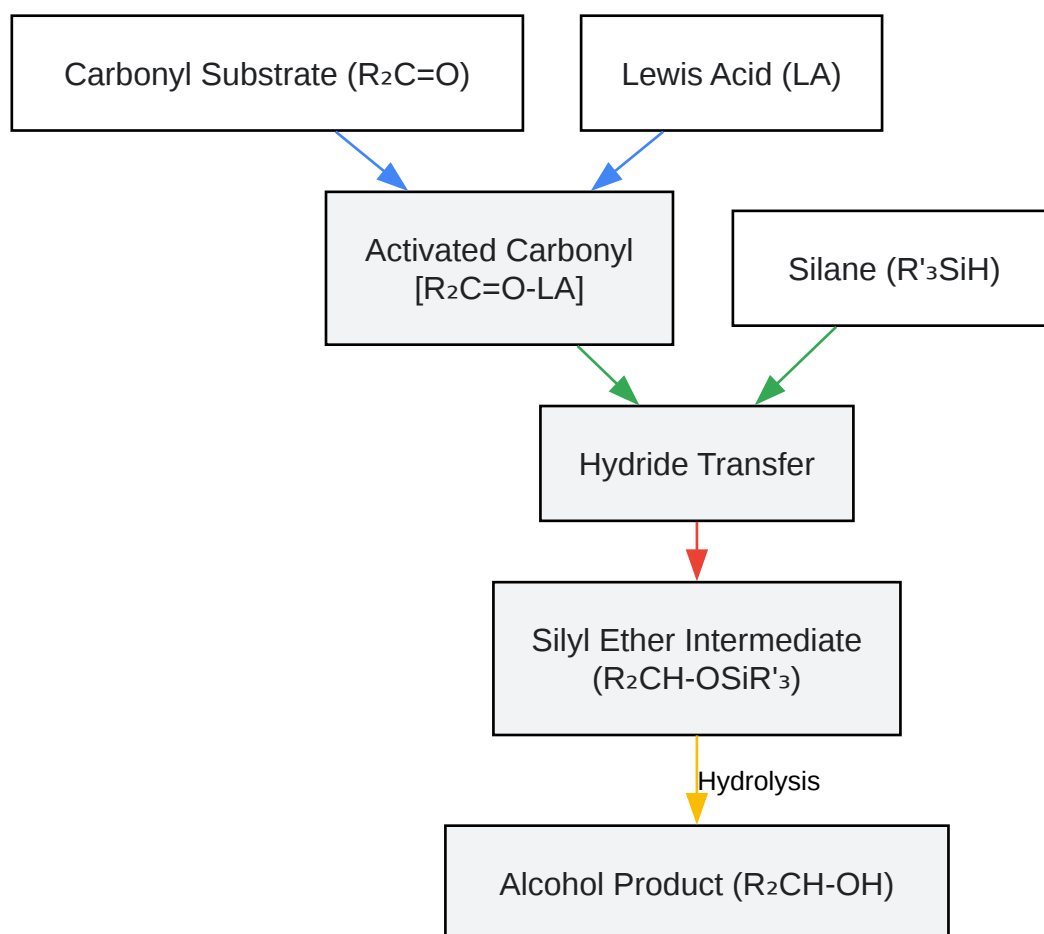 Carbonyl Substrate (R₂C=O)
Lewis Acid (LA)
Activated Carbonyl
[R₂C=O-LA]
Silane (R'₃SiH)
Hydride Transfer
Silyl Ether Intermediate
(R₂CH-OSiR'₃)
Hydrolysis
Alcohol Product (R₂CH-OH)